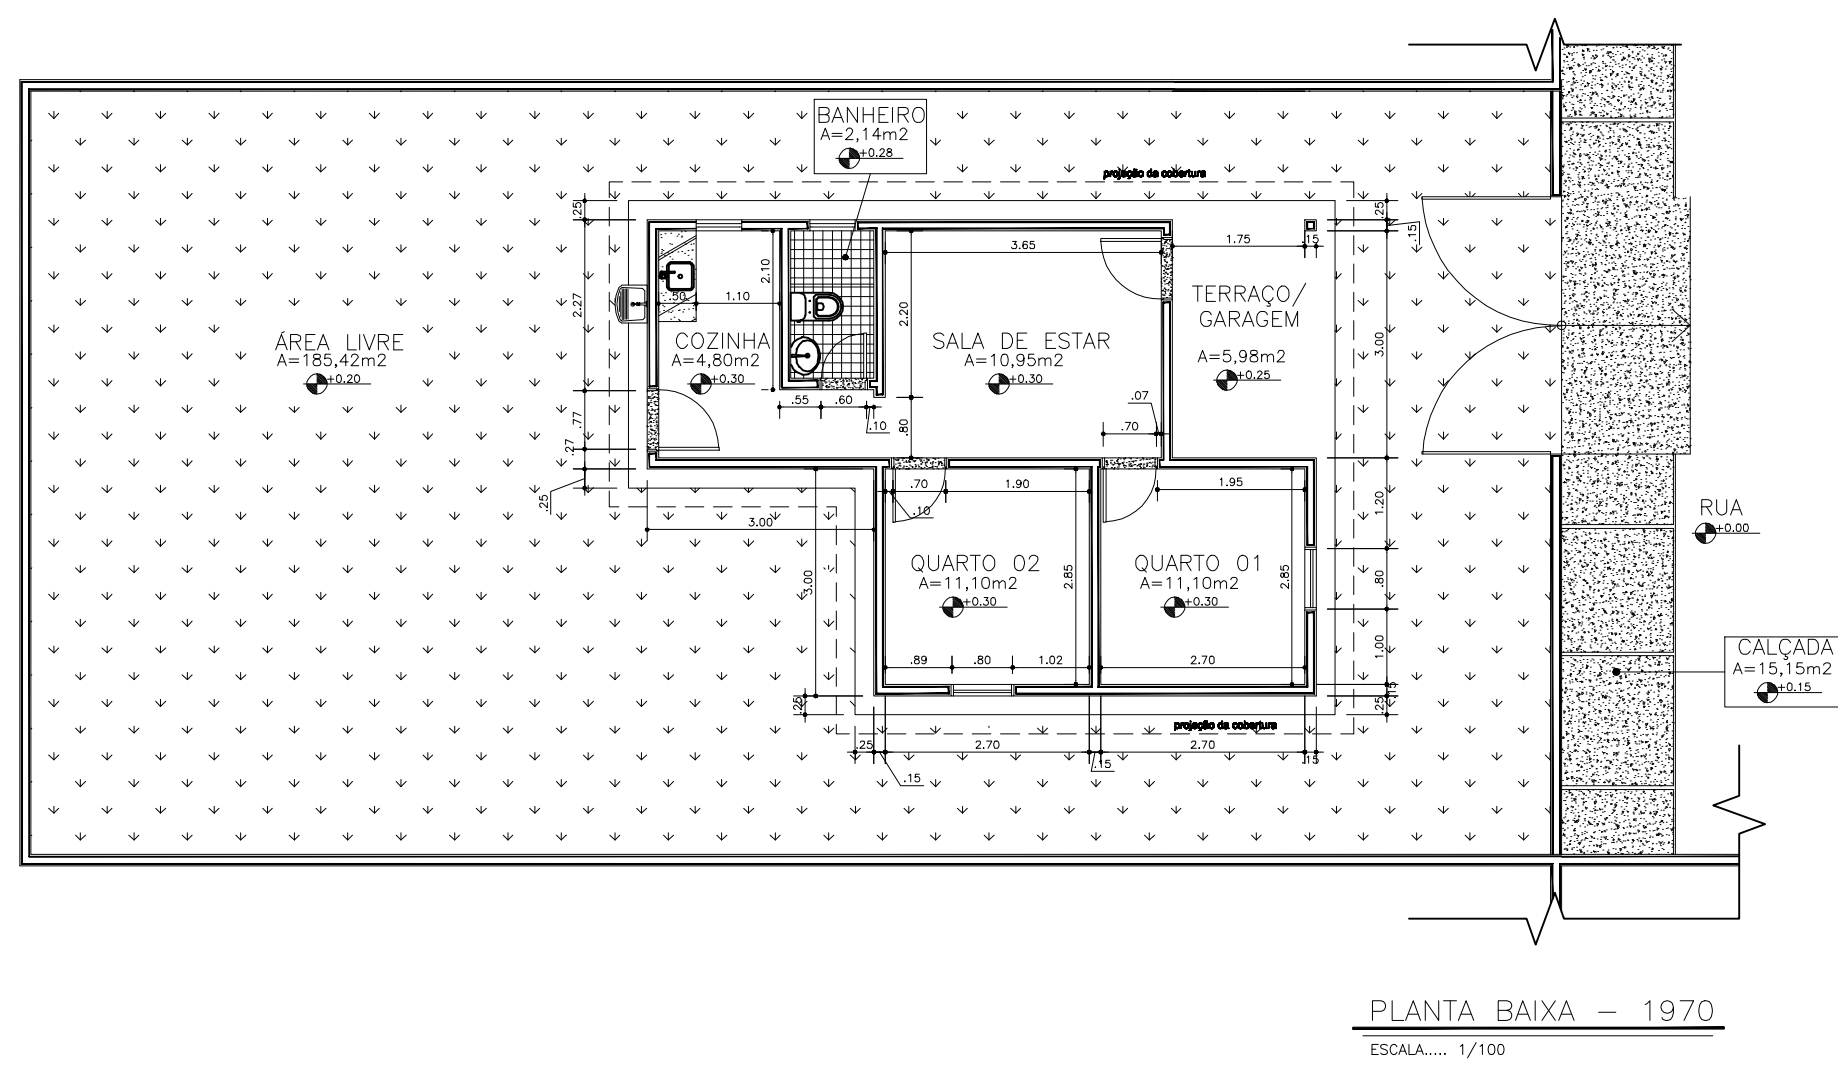 BANHEIRO
A=2,14m2
+0.28
projeção da cobertura
.25
.25
.15
3.65
1.75
.15
2.10
.50
1.10
2.27
2.20
TERRAÇO/
GARAGEM
A=5,98m2
+0.25
3.00
ÁREA LIVRE
A=185,42m2
+0.20
COZINHA
A=4,80m2
+0.30
SALA DE ESTAR
A=10,95m2
+0.30
.55
.60
.10
.07
.77
.80
.70
.27
.25
.70
1.90
1.95
.10
3.00
1.20
RUA
+0.00
QUARTO 02
A=11,10m2
+0.30
2.85
QUARTO 01
A=11,10m2
+0.30
2.85
3.00
.80
.89
.80
1.02
2.70
1.00
CALÇADA
A=15,15m2
+0.15
.15
.25
.25
projeção da cobertura
.25
2.70
2.70
.15
.15
.15
PLANTA BAIXA – 1970
ESCALA..... 1/100